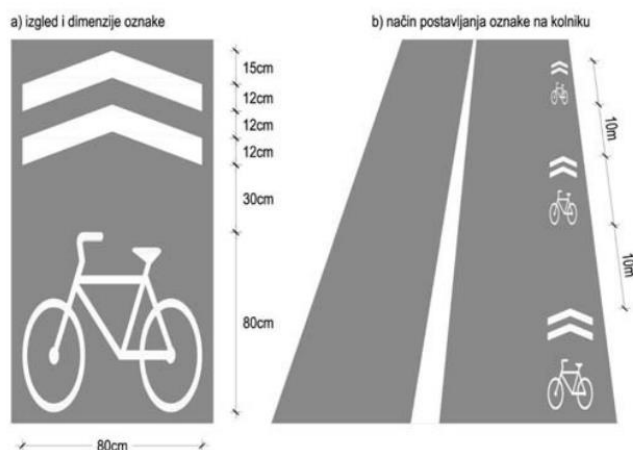 a) izgled i dimenzije oznake
15cm
12cm
12cm
12cm
30cm
80cm
80cm
b) način postavljanja oznake na kolniku
10m
10m